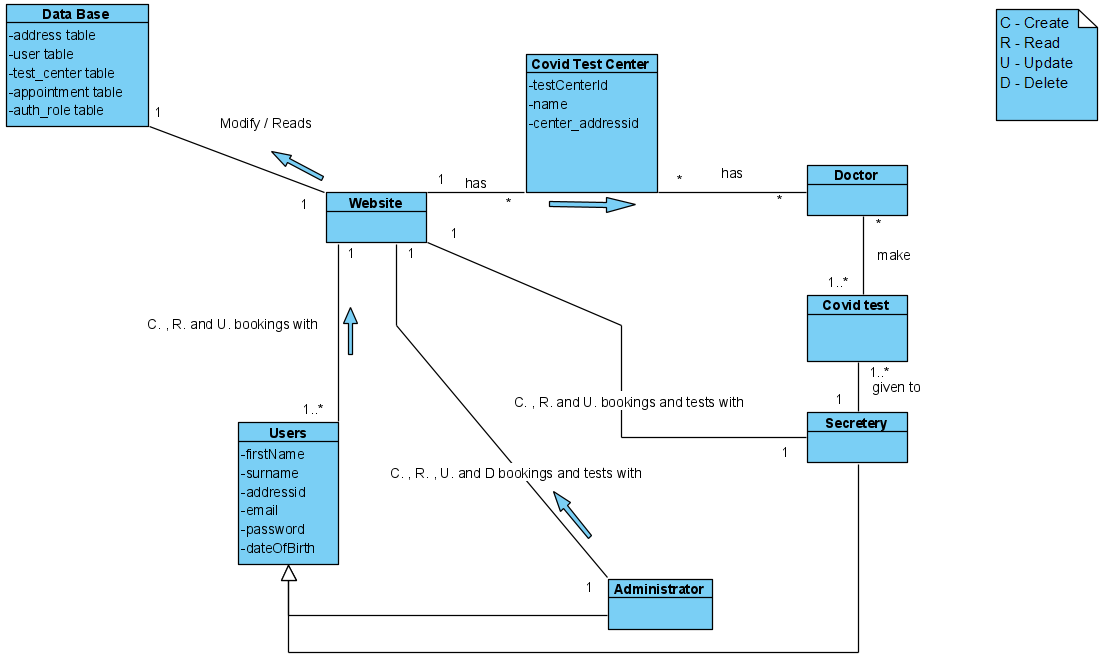 Data Base
-address table
-user table
-test_center table
-appointment table
-auth_role table
1
Modify / Reads
1
Website
1
has
*
Covid Test Center
-testCenterId
-name
-center_addressid
*
has
*
Doctor
C - Create
R - Read
U - Update
D - Delete
*
make
1..*
Covid test
1..*
given to
1
Secretery
1
1
1
1
C. , R. and U. bookings with
1..*
C. , R. and U. bookings and tests with
Users
-firstName
-surname
-addressid
-email
-password
-dateOfBirth
C. , R. , U. and D bookings and tests with
1
Administrator